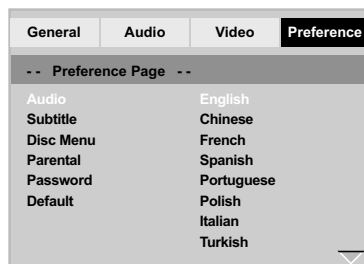 General Audio Video Preference
- - Preference Page - -
Audio English
Subtitle Chinese
Disc Menu French
Parental Spanish
Password Portuguese
Default Polish
Italian
Turkish